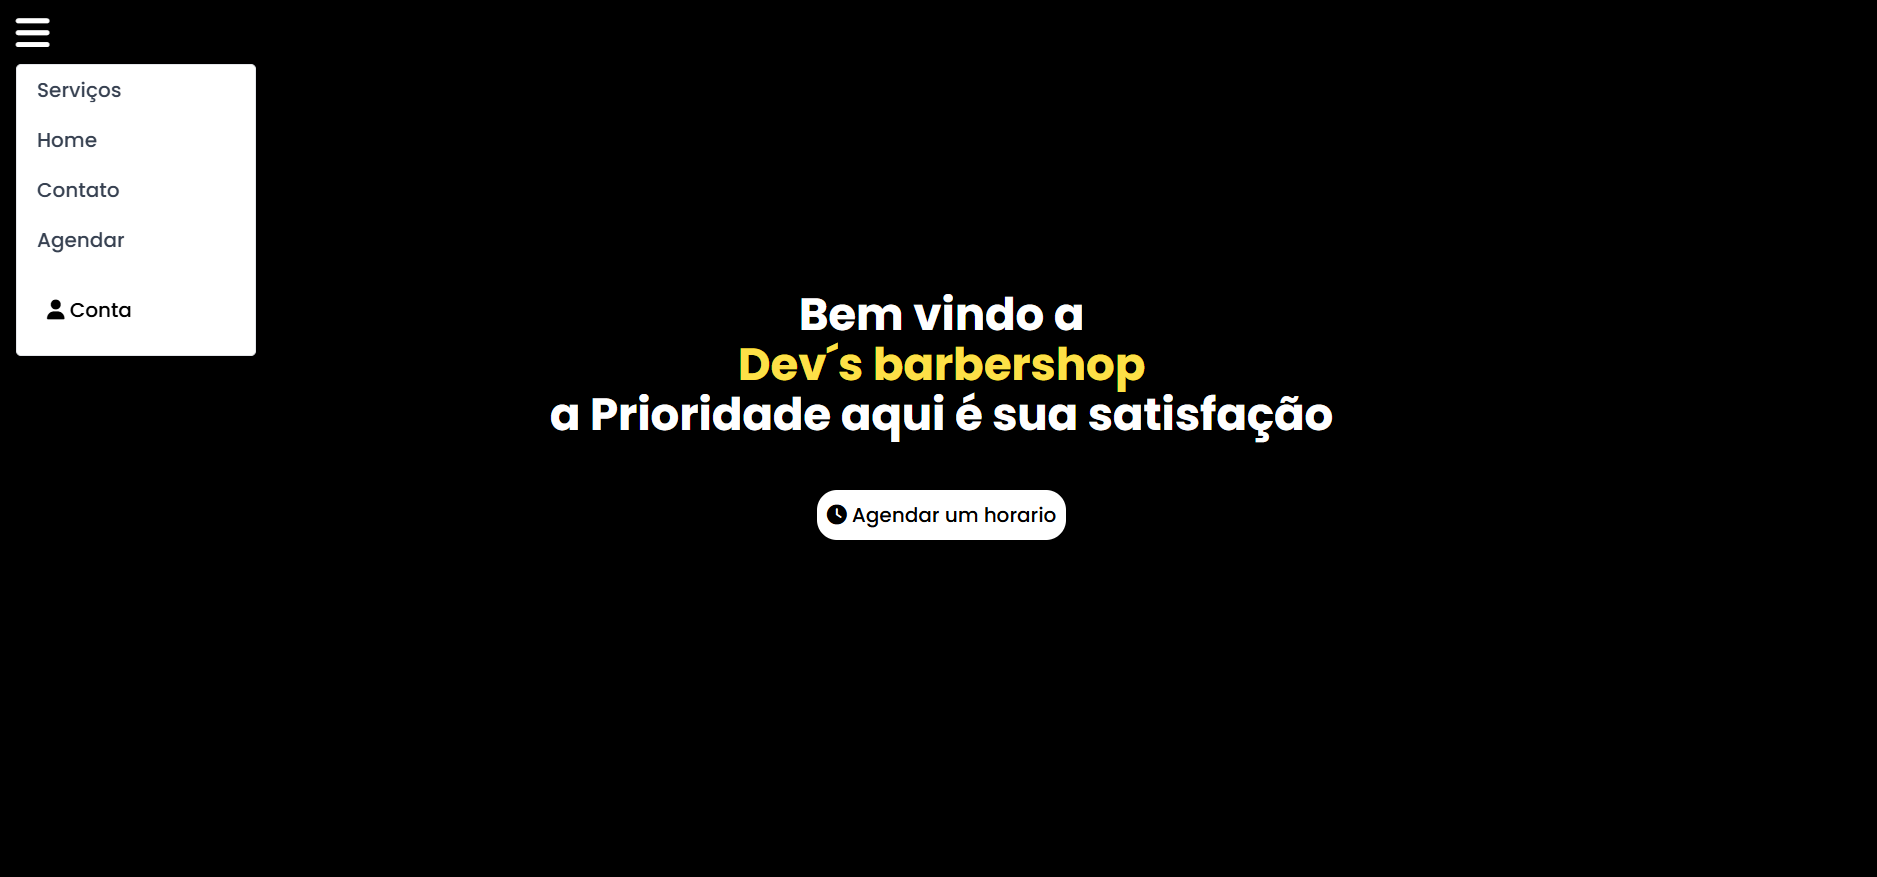 Serviços
Home
Contato
Agendar
Conta
Bem vindo a
Dev´s barbershop
a Prioridade aqui é sua satisfação
Agendar um horario